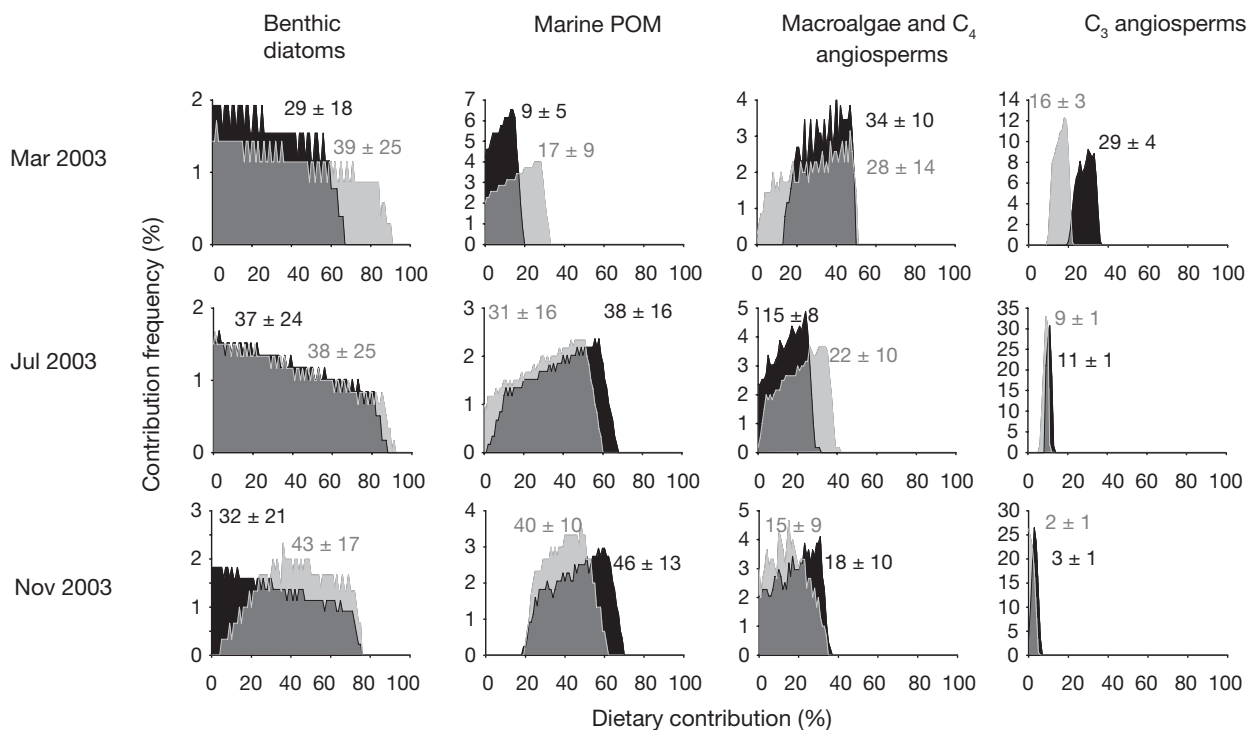 Benthic diatoms
Marine POM
Macroalgae and C4 angiosperms
C3 angiosperms
Mar 2003
Jul 2003
Nov 2003
Contribution frequency (%)
2
1
0
29 ± 18
39 ± 25
0 20 40 60 80 100
7
6
5
4
3
2
1
0
9 ± 5
17 ± 9
0 20 40 60 80 100
4
3
2
1
0
34 ± 10
28 ± 14
0 20 40 60 80 100
14
12
10
8
6
4
2
0
16 ± 3
29 ± 4
0 20 40 60 80 100
2
1
0
37 ± 24
38 ± 25
0 20 40 60 80 100
3
2
1
0
31 ± 16
38 ± 16
0 20 40 60 80 100
5
4
3
2
1
0
15 ± 8
22 ± 10
0 20 40 60 80 100
35
30
25
20
15
10
5
0
9 ± 1
11 ± 1
0 20 40 60 80 100
3
2
1
0
32 ± 21
43 ± 17
0 20 40 60 80 100
4
3
2
1
0
40 ± 10
46 ± 13
0 20 40 60 80 100
5
4
3
2
1
0
15 ± 9
18 ± 10
0 20 40 60 80 100
30
25
20
15
10
5
0
2 ± 1
3 ± 1
0 20 40 60 80 100
Dietary contribution (%)